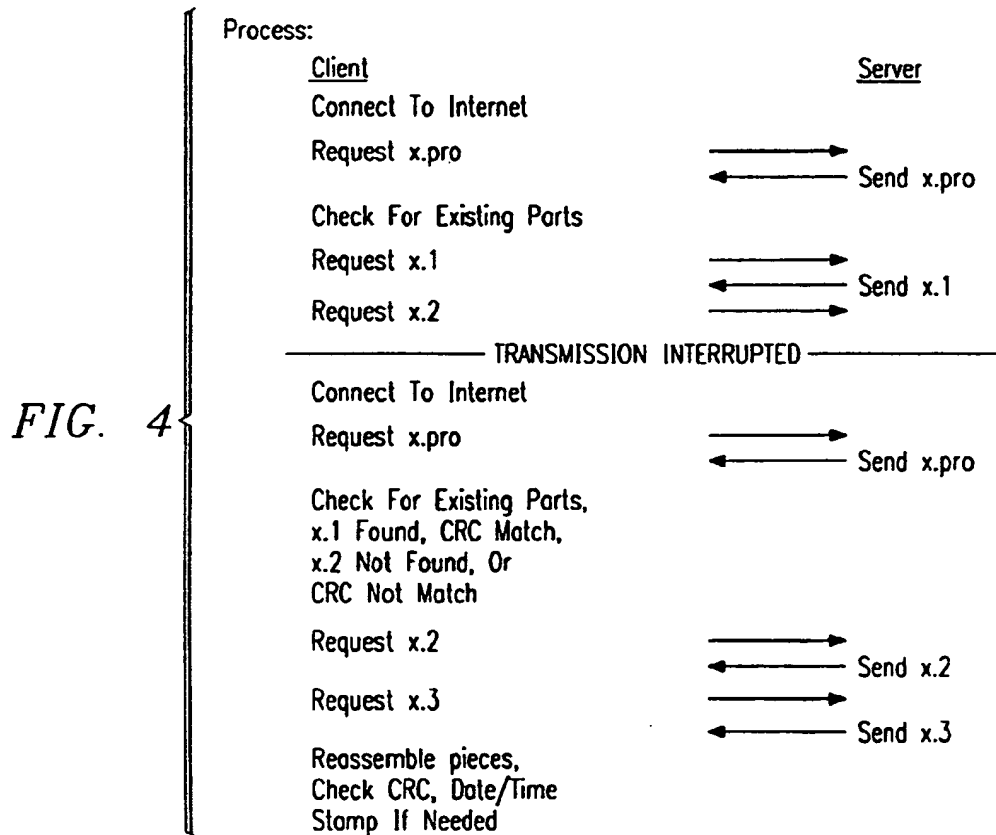 Process:
Client Server
Connect To Internet
Request x.pro
Send x.pro
Check For Existing Parts
Request x.1
Send x.1
Request x.2
TRANSMISSION INTERRUPTED
Connect To Internet
FIG. 4
Request x.pro
Send x.pro
Check For Existing Parts,
x.1 Found, CRC Match,
x.2 Not Found, Or
CRC Not Match
Request x.2
Send x.2
Request x.3
Send x.3
Reassemble pieces,
Check CRC, Date/Time
Stamp If Needed